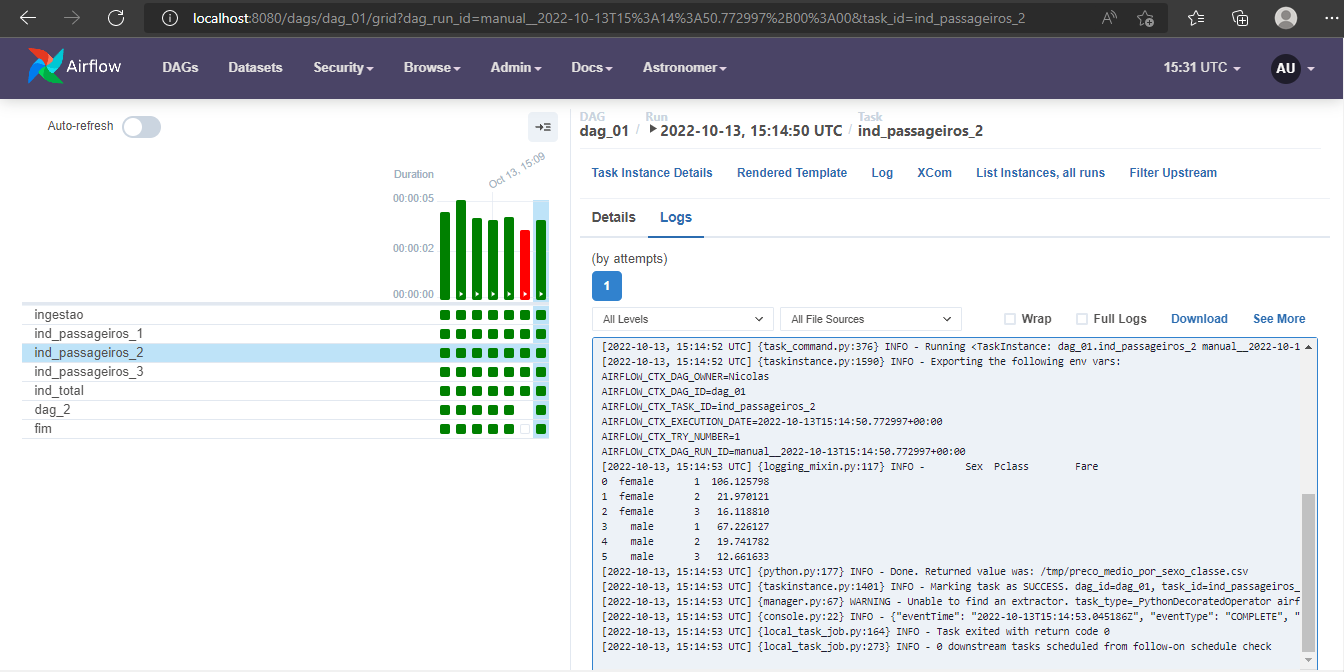 localhost:8080/dags/dag_01/grid?dag_run_id=manual__2022-10-13T15%3A14%3A50.772997%2B00%3A00&task_id=ind_passageiros_2
Airflow DAGs Datasets Security Browse Admin Docs Astronomer 15:31 UTC AU
Auto-refresh
Oct 13, 15:09
Duration
00:00:05
00:00:02
00:00:00
ingestao
ind_passageiros_1
ind_passageiros_2
ind_passageiros_3
ind_total
dag_2
fim
DAG Run Task
dag_01 / 2022-10-13, 15:14:50 UTC / ind_passageiros_2
Task Instance Details Rendered Template Log XCom List Instances, all runs Filter Upstream
Details Logs
(by attempts)
1
All Levels All File Sources Wrap Full Logs Download See More
[2022-10-13, 15:14:52 UTC] {task_command.py:376} INFO - Running <TaskInstance: dag_01.ind_passageiros_2 manual__2022-10-1
[2022-10-13, 15:14:52 UTC] {taskinstance.py:1590} INFO - Exporting the following env vars:
AIRFLOW_CTX_DAG_OWNER=Nicolas
AIRFLOW_CTX_DAG_ID=dag_01
AIRFLOW_CTX_TASK_ID=ind_passageiros_2
AIRFLOW_CTX_EXECUTION_DATE=2022-10-13T15:14:50.772997+00:00
AIRFLOW_CTX_TRY_NUMBER=1
AIRFLOW_CTX_DAG_RUN_ID=manual__2022-10-13T15:14:50.772997+00:00
[2022-10-13, 15:14:53 UTC] {logging_mixin.py:117} INFO - Sex Pclass Fare
0 female 1 106.125798
1 female 2 21.970121
2 female 3 16.118810
3 male 1 67.226127
4 male 2 19.741782
5 male 3 12.661633
[2022-10-13, 15:14:53 UTC] {python.py:177} INFO - Done. Returned value was: /tmp/preco_medio_por_sexo_classe.csv
[2022-10-13, 15:14:53 UTC] {taskinstance.py:1401} INFO - Marking task as SUCCESS. dag_id=dag_01, task_id=ind_passageiros_
[2022-10-13, 15:14:53 UTC] {manager.py:67} WARNING - Unable to find an extractor. task_type=_PythonDecoratedOperator airf
[2022-10-13, 15:14:53 UTC] {console.py:22} INFO - {"eventTime": "2022-10-13T15:14:53.045186Z", "eventType": "COMPLETE", "
[2022-10-13, 15:14:53 UTC] {local_task_job.py:164} INFO - Task exited with return code 0
[2022-10-13, 15:14:53 UTC] {local_task_job.py:273} INFO - 0 downstream tasks scheduled from follow-on schedule check